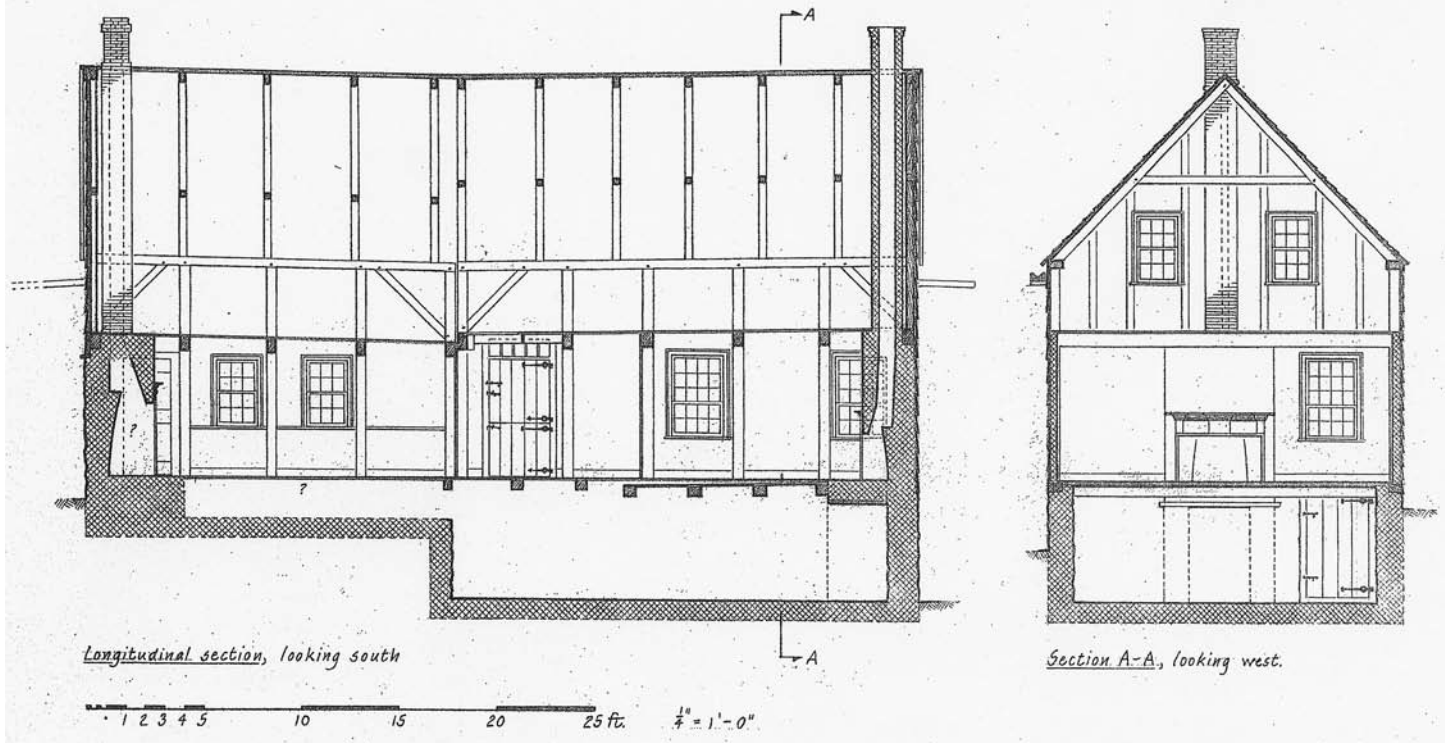 A
?
?
A
Longitudinal section, looking south
Section A-A, looking west.
1 2 3 4 5 10 15 20 25 ft.
¼" = 1'-0"